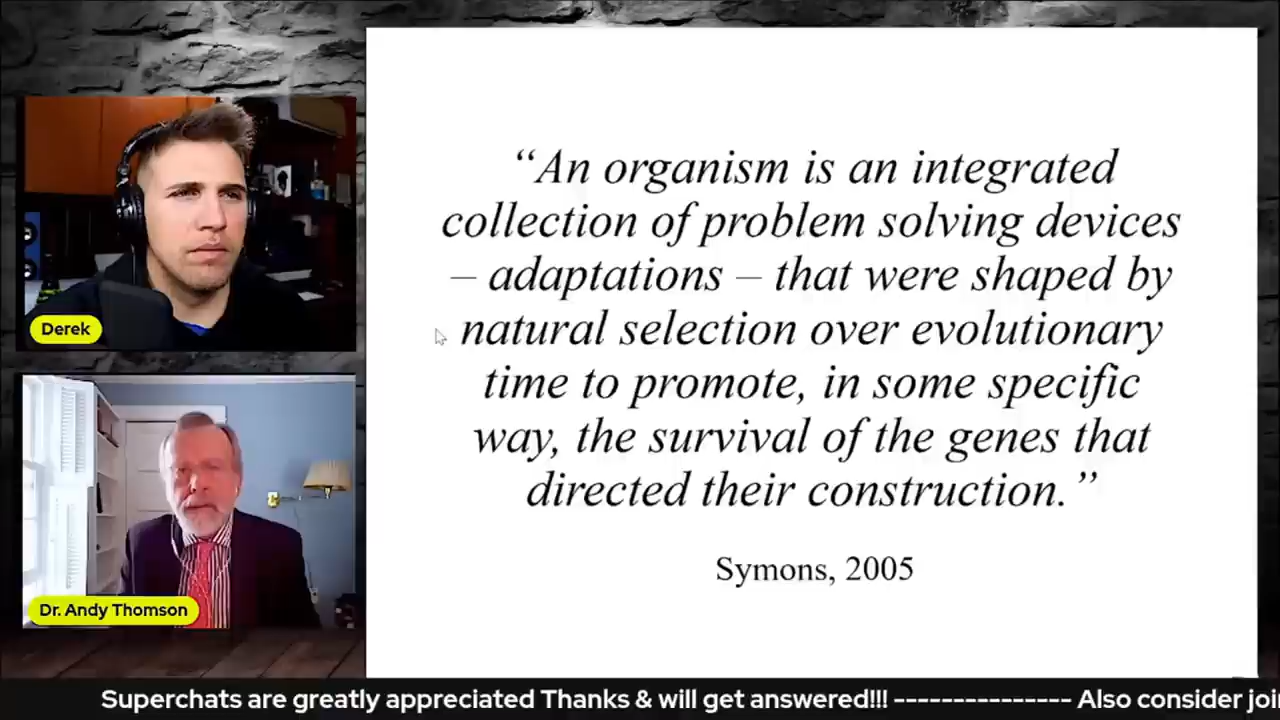 “An organism is an integrated
collection of problem solving devices
– adaptations – that were shaped by
natural selection over evolutionary
time to promote, in some specific
way, the survival of the genes that
directed their construction.”
Symons, 2005
Derek
Dr. Andy Thomson
Superchats are greatly appreciated Thanks & will get answered!!! --------------- Also consider joi